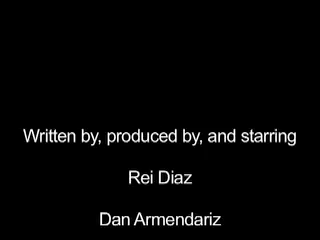 Written by, produced by, and starring
Rei Diaz
Dan Armendariz